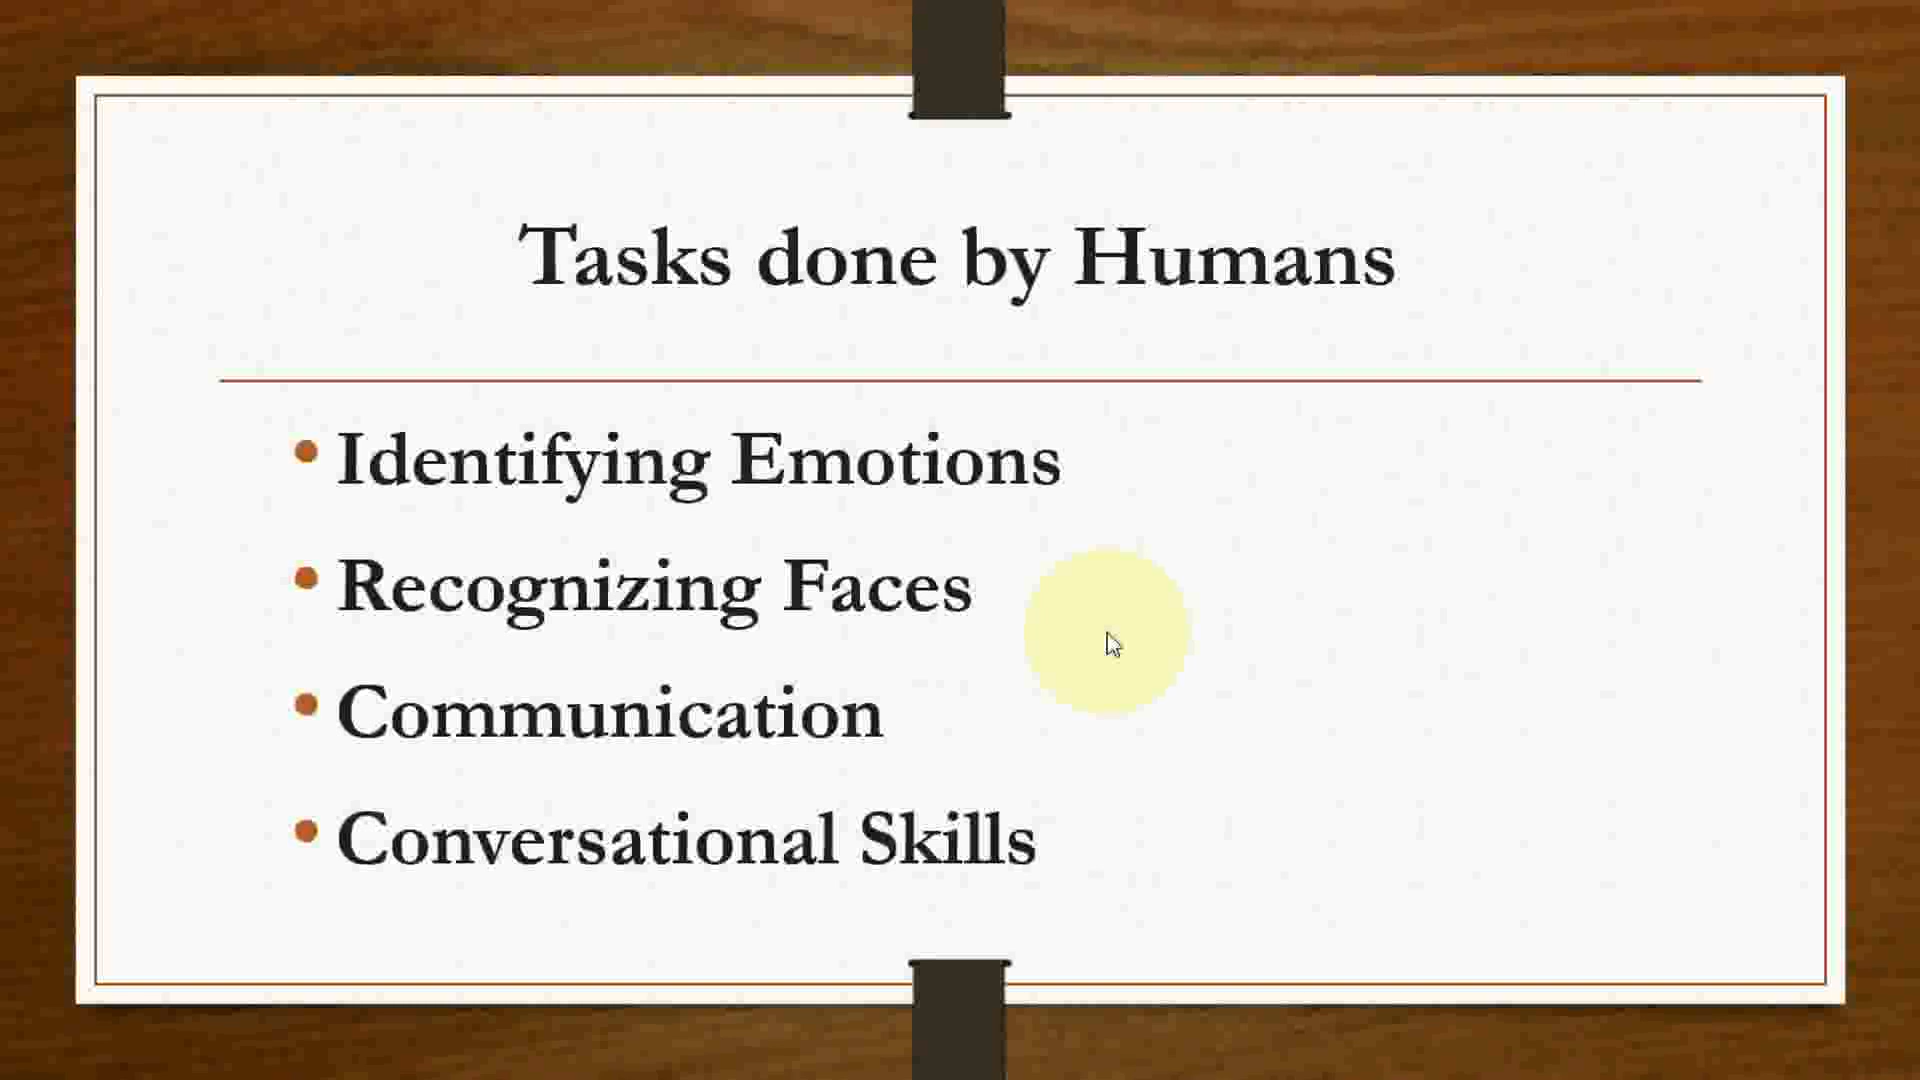 Tasks done by Humans
• Identifying Emotions
• Recognizing Faces
• Communication
• Conversational Skills